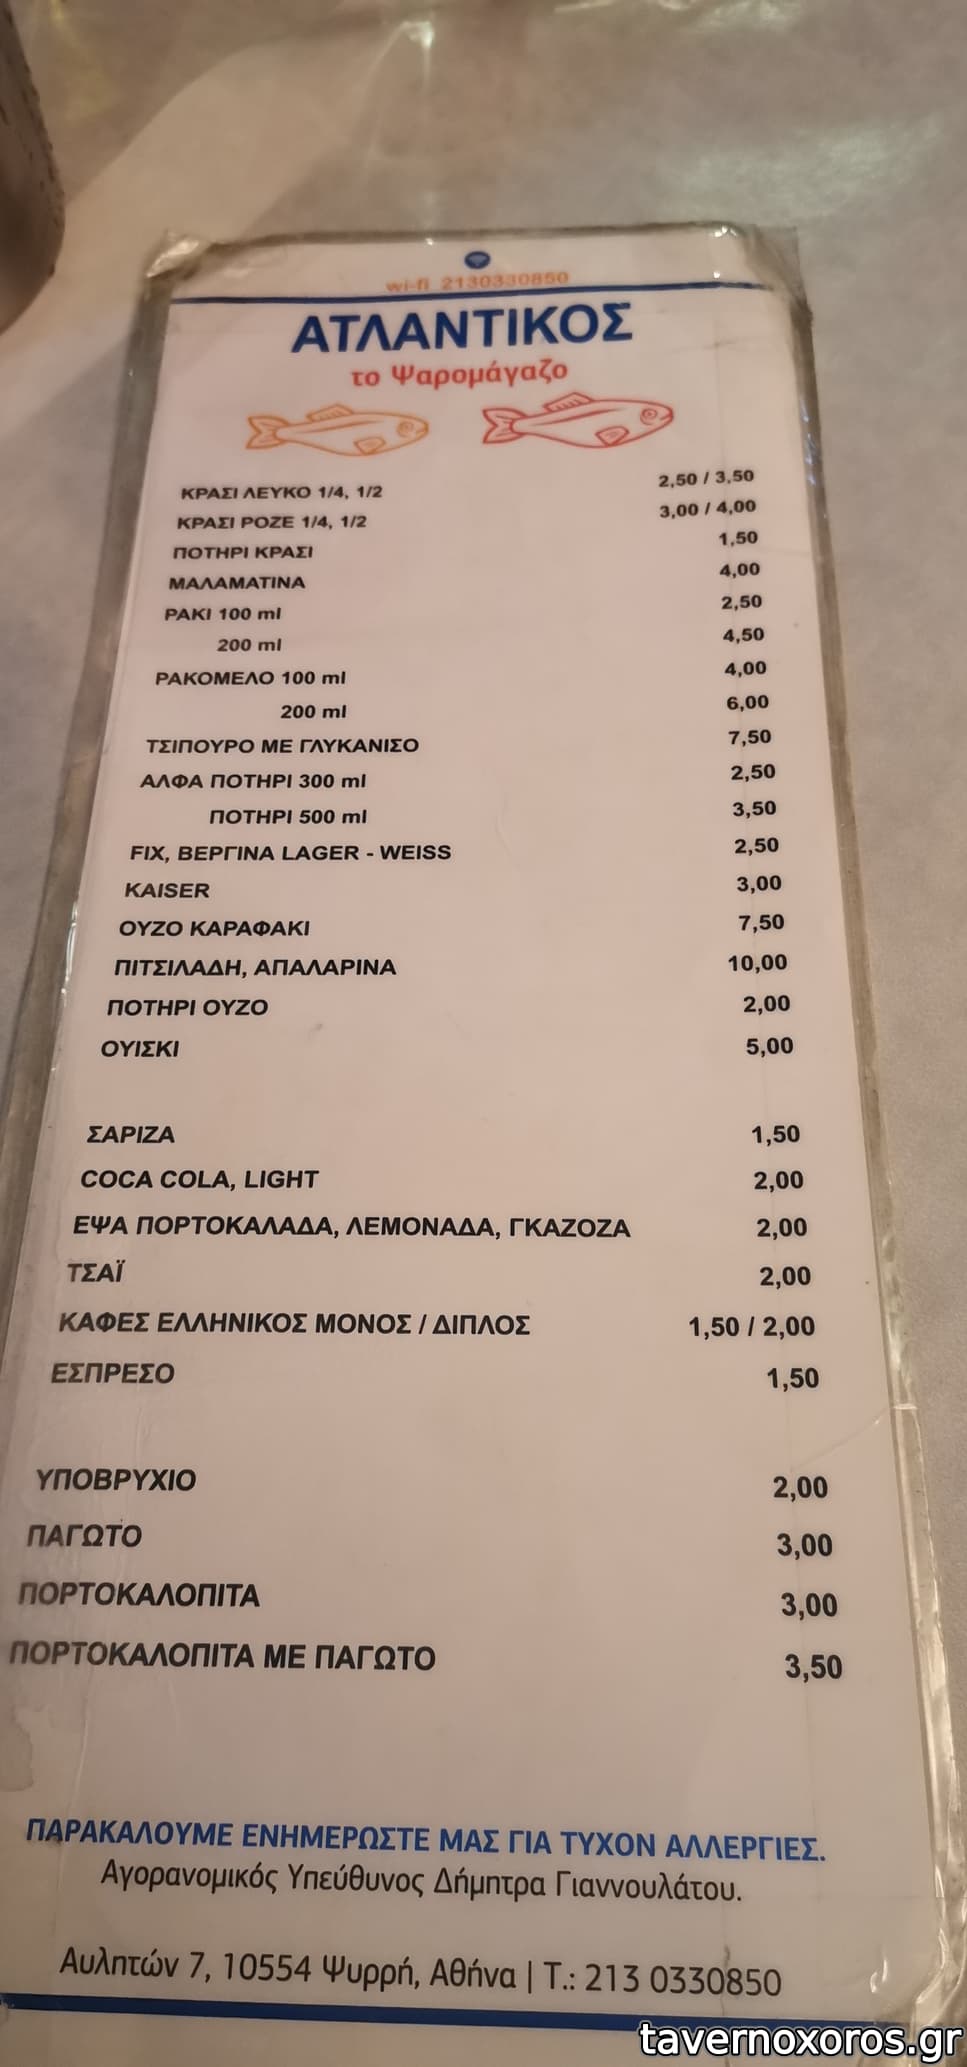 wi-fi 2130330850
ΑΤΛΑΝΤΙΚΟΣ
το Ψαρομάγαζο
ΚΡΑΣΙ ΛΕΥΚΟ 1/4, 1/2 2,50 / 3,50
ΚΡΑΣΙ ΡΟΖΕ 1/4, 1/2 3,00 / 4,00
ΠΟΤΗΡΙ ΚΡΑΣΙ 1,50
ΜΑΛΑΜΑΤΙΝΑ 4,00
ΡΑΚΙ 100 ml 2,50
200 ml 4,50
ΡΑΚΟΜΕΛΟ 100 ml 4,00
200 ml 6,00
ΤΣΙΠΟΥΡΟ ΜΕ ΓΛΥΚΑΝΙΣΟ 7,50
ΑΛΦΑ ΠΟΤΗΡΙ 300 ml 2,50
ΠΟΤΗΡΙ 500 ml 3,50
FIX, ΒΕΡΓΙΝΑ LAGER - WEISS 2,50
KAISER 3,00
ΟΥΖΟ ΚΑΡΑΦΑΚΙ 7,50
ΠΙΤΣΙΛΑΔΗ, ΑΠΑΛΑΡΙΝΑ 10,00
ΠΟΤΗΡΙ ΟΥΖΟ 2,00
ΟΥΙΣΚΙ 5,00
ΣΑΡΙΖΑ 1,50
COCA COLA, LIGHT 2,00
ΕΨΑ ΠΟΡΤΟΚΑΛΑΔΑ, ΛΕΜΟΝΑΔΑ, ΓΚΑΖΟΖΑ 2,00
ΤΣΑΪ 2,00
ΚΑΦΕΣ ΕΛΛΗΝΙΚΟΣ ΜΟΝΟΣ / ΔΙΠΛΟΣ 1,50 / 2,00
ΕΣΠΡΕΣΟ 1,50
ΥΠΟΒΡΥΧΙΟ 2,00
ΠΑΓΩΤΟ 3,00
ΠΟΡΤΟΚΑΛΟΠΙΤΑ 3,00
ΠΟΡΤΟΚΑΛΟΠΙΤΑ ΜΕ ΠΑΓΩΤΟ 3,50
ΠΑΡΑΚΑΛΟΥΜΕ ΕΝΗΜΕΡΩΣΤΕ ΜΑΣ ΓΙΑ ΤΥΧΟΝ ΑΛΛΕΡΓΙΕΣ.
Αγορανομικός Υπεύθυνος Δήμητρα Γιαννουλάτου.
Αυλητών 7, 10554 Ψυρρή, Αθήνα | Τ.: 213 0330850
tavernoxoros.gr